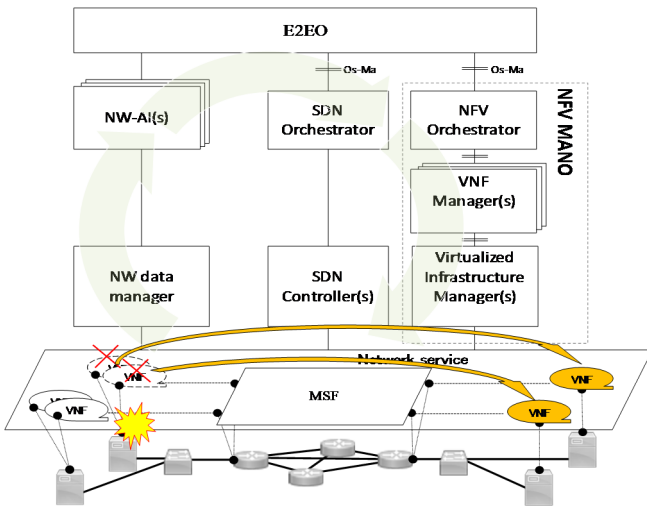 E2EO
Os-Ma
Os-Ma
NW-AI(s)
SDN
Orchestrator
NFV
Orchestrator
NFV MANO
VNF
Manager(s)
NW data
manager
SDN
Controller(s)
Virtualized
Infrastructure
Manager(s)
Network service
VNF
VNF
MSF
VNF
VNF